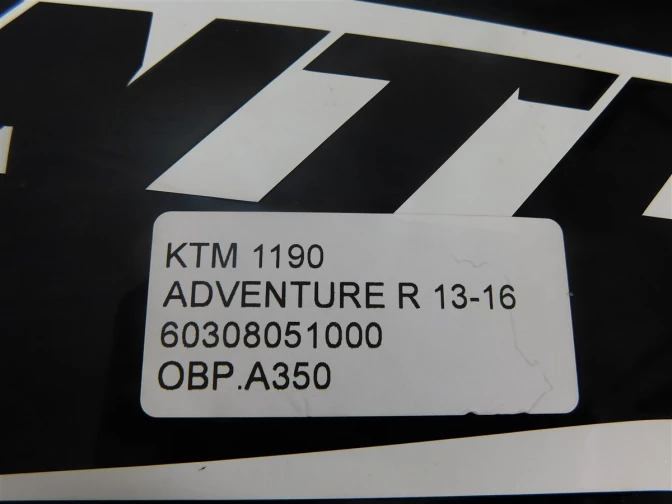 KTM 1190
ADVENTURE R 13-16
60308051000
OBP.A350